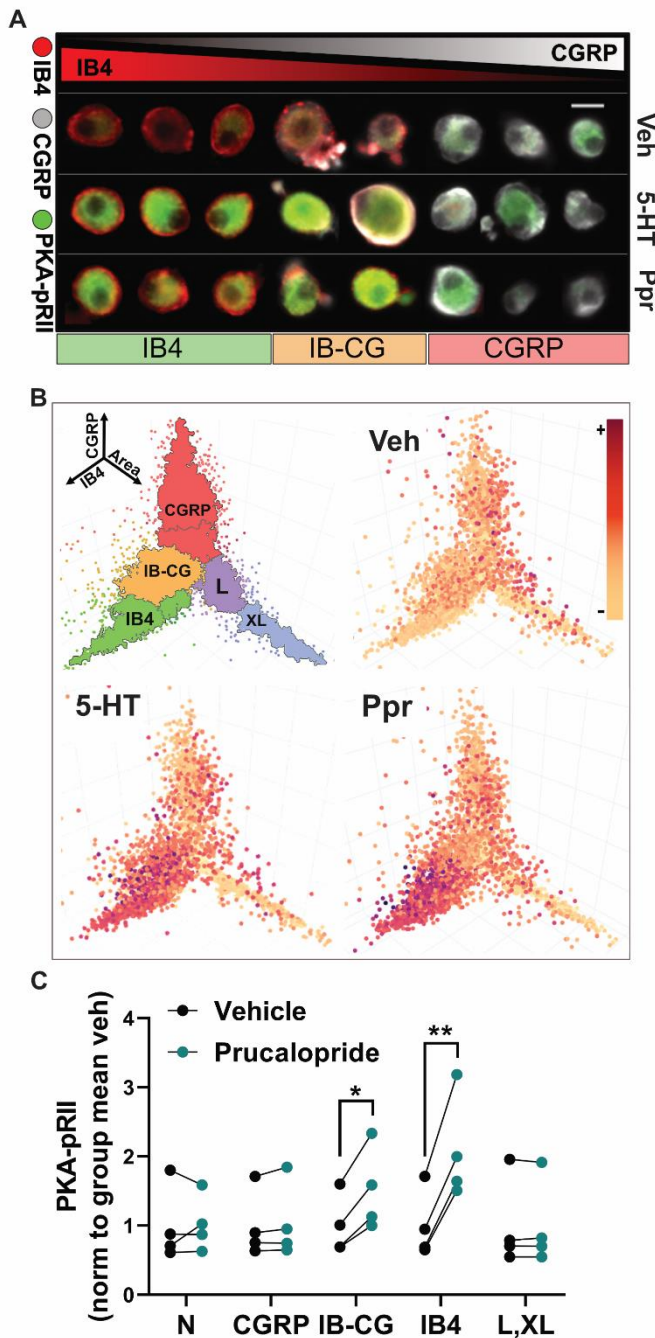 A
IB4
CGRP
IB4
CGRP
PKA-pRII
Veh
5-HT
Ppr
IB4
IB-CG
CGRP
B
CGRP
IB4
Area
CGRP
IB-CG
L
IB4
XL
Veh
+
-
5-HT
Ppr
C
Vehicle
Prucalopride
*
**
PKA-pRII
(norm to group mean veh)
4
3
2
1
0
N CGRP IB-CG IB4 L,XL